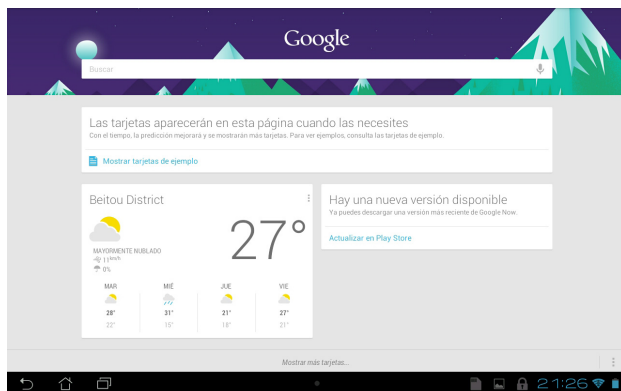 Google
Buscar
Las tarjetas aparecerán en esta página cuando las necesites
Con el tiempo, la predicción mejorará y se mostrarán más tarjetas. Para ver ejemplos, consulta las tarjetas de ejemplo.
Mostrar tarjetas de ejemplo
Beitou District
27°
MAYORMENTE NUBLADO
11 km/h
0%
MAR MIÉ JUE VIE
28° 31° 21° 27°
22° 15° 18° 21°
Hay una nueva versión disponible
Ya puedes descargar una versión más reciente de Google Now.
Actualizar en Play Store
Mostrar más tarjetas...
21:26